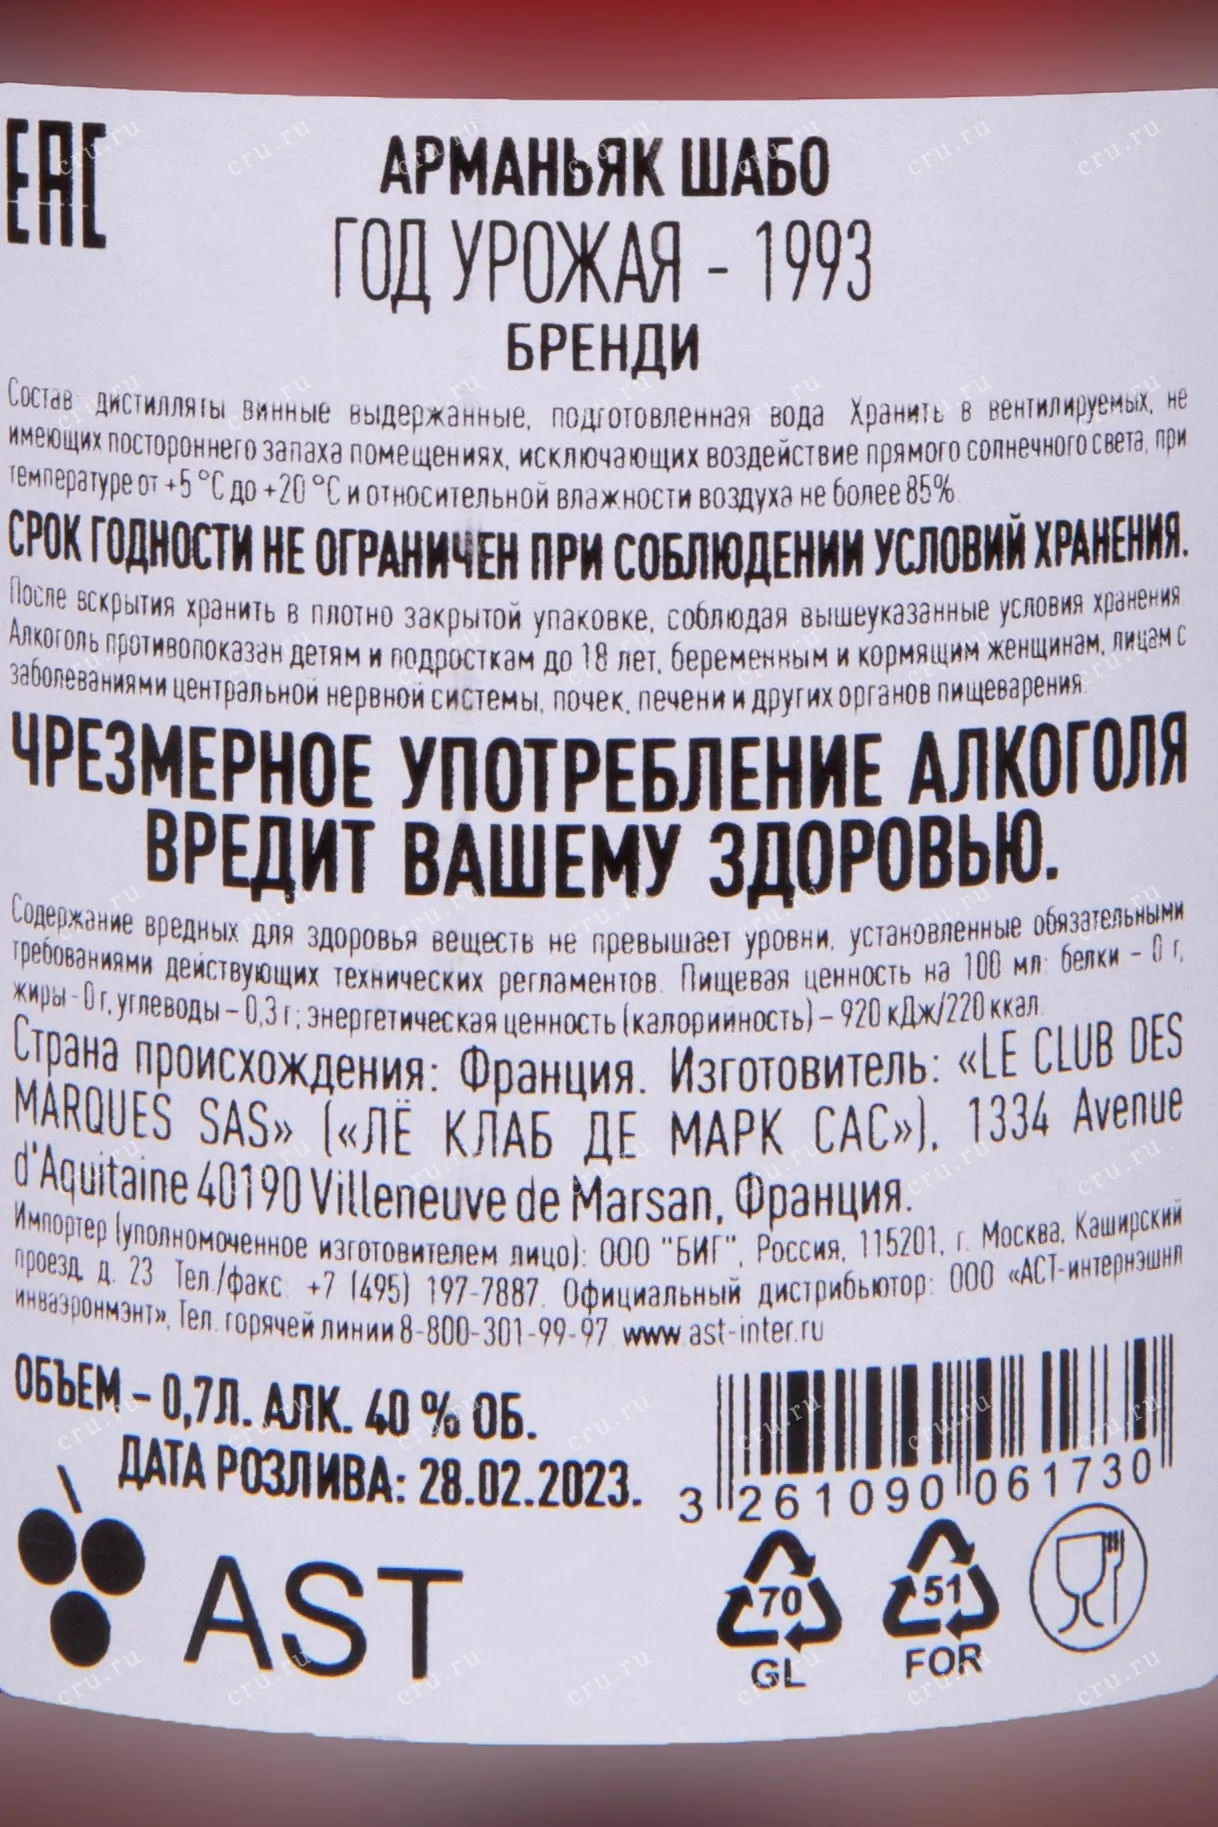 ЕАС
АРМАНЬЯК ШАБО
ГОД УРОЖАЯ - 1993
БРЕНДИ
Состав дистилляты винные выдержанные, подготовленная вода Хранить в вентилируемых, не
имеющих постороннего запаха помещениях, исключающих воздействие прямого солнечного света, при
температуре от +5 °С до +20 °С и относительной влажности воздуха не более 85%
СРОК ГОДНОСТИ НЕ ОГРАНИЧЕН ПРИ СОБЛЮДЕНИИ УСЛОВИЙ ХРАНЕНИЯ.
После вскрытия хранить в плотно закрытой упаковке, соблюдая вышеуказанные условия хранения
Алкоголь противопоказан детям и подросткам до 18 лет, беременным и кормящим женщинам, лицам с
заболеваниями центральной нервной системы, почек, печени и других органов пищеварения
ЧРЕЗМЕРНОЕ УПОТРЕБЛЕНИЕ АЛКОГОЛЯ
ВРЕДИТ ВАШЕМУ ЗДОРОВЬЮ.
Содержание вредных для здоровья веществ не превышает уровни, установленные обязательными
требованиями действующих технических регламентов. Пищевая ценность на 100 мл: белки – 0 г,
жиры - 0 г, углеводы – 0,3 г; энергетическая ценность (калорийность) – 920 кДж/220 ккал.
Страна происхождения: Франция. Изготовитель: «LE CLUB DES
MARQUES SAS» («ЛЁ КЛАБ ДЕ МАРК САС»), 1334 Avenue
d'Aquitaine 40190 Villeneuve de Marsan, Франция.
Импортер (уполномоченное изготовителем лицо): ООО "БИГ", Россия, 115201, г. Москва, Каширский
проезд, д. 23 Тел./факс +7 (495) 197-7887. Официальный дистрибьютор: ООО «АСТ-интернэшнл
инваэронмэнт», Тел. горячей линии 8-800-301-99-97 www.ast-inter.ru
ОБЪЕМ – 0,7Л. АЛК. 40 % ОБ.
ДАТА РОЗЛИВА: 28.02.2023.
3 261090 061730
AST
70
GL
51
FOR
cru.ru